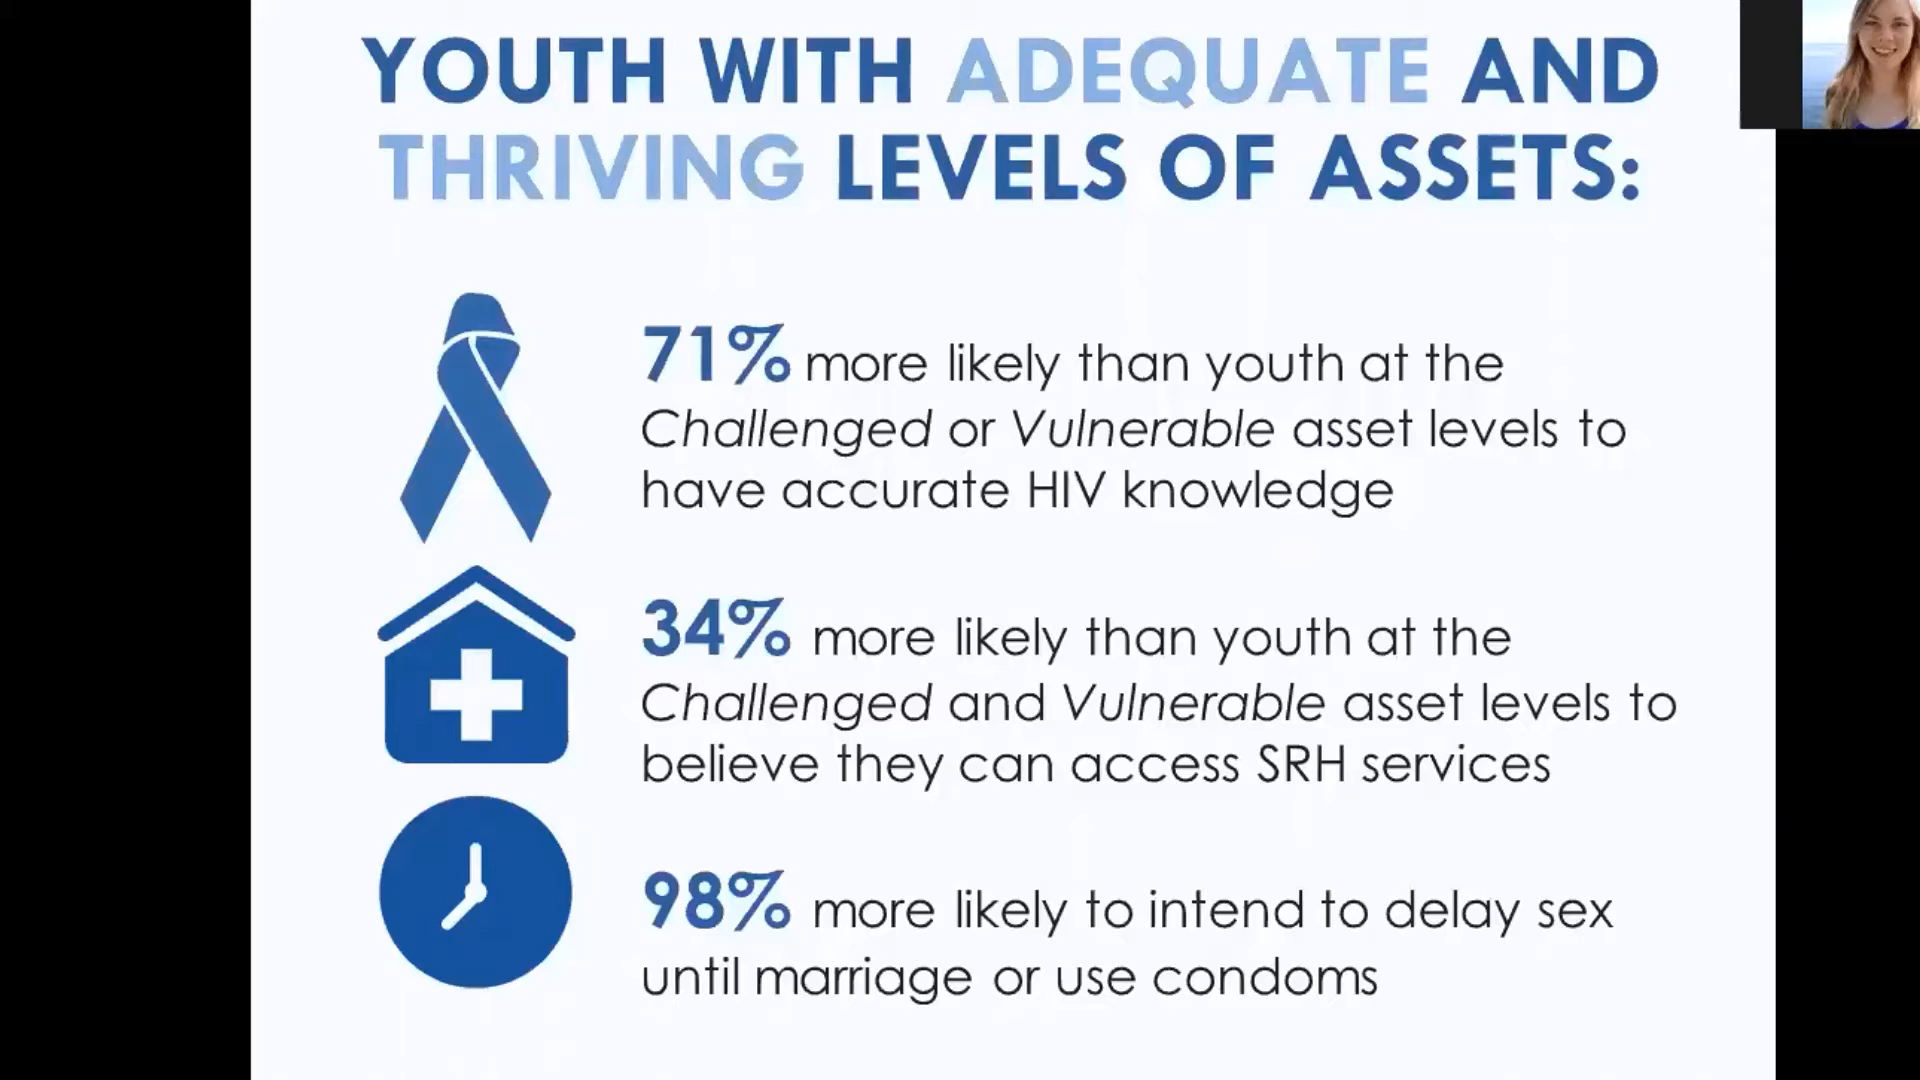 YOUTH WITH ADEQUATE AND
THRIVING LEVELS OF ASSETS:
71% more likely than youth at the
Challenged or Vulnerable asset levels to
have accurate HIV knowledge
34% more likely than youth at the
Challenged and Vulnerable asset levels to
believe they can access SRH services
98% more likely to intend to delay sex
until marriage or use condoms